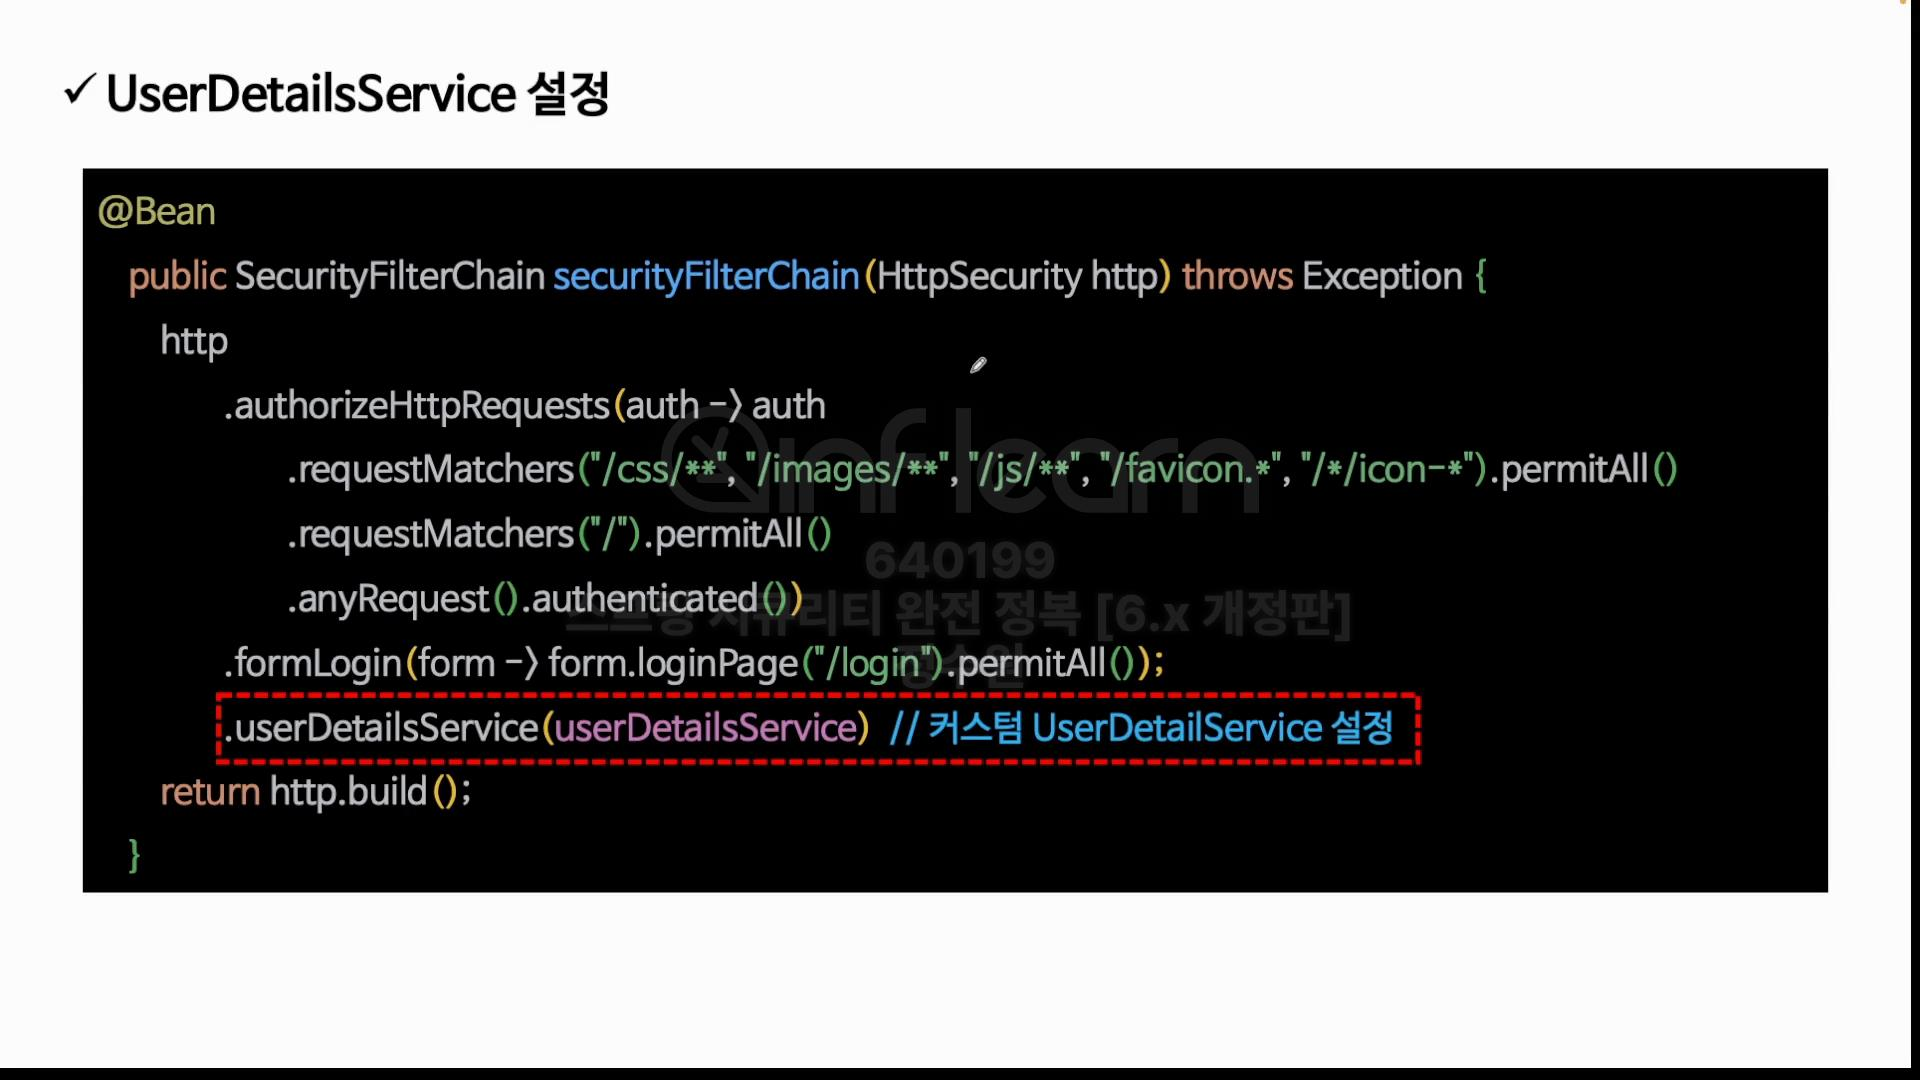 ✓ UserDetailsService 설정
@Bean
public SecurityFilterChain securityFilterChain(HttpSecurity http) throws Exception {
http
.authorizeHttpRequests(auth -> auth
.requestMatchers("/css/**", "/images/**", "/js/**", "/favicon.*", "/*/icon-*").permitAll()
.requestMatchers("/").permitAll()
.anyRequest().authenticated())
.formLogin(form -> form.loginPage("/login").permitAll());
.userDetailsService(userDetailsService) // 커스텀 UserDetailService 설정
return http.build();
}
inflearn
640199
스프링 시큐리티 완전 정복 [6.x 개정판]
정수원